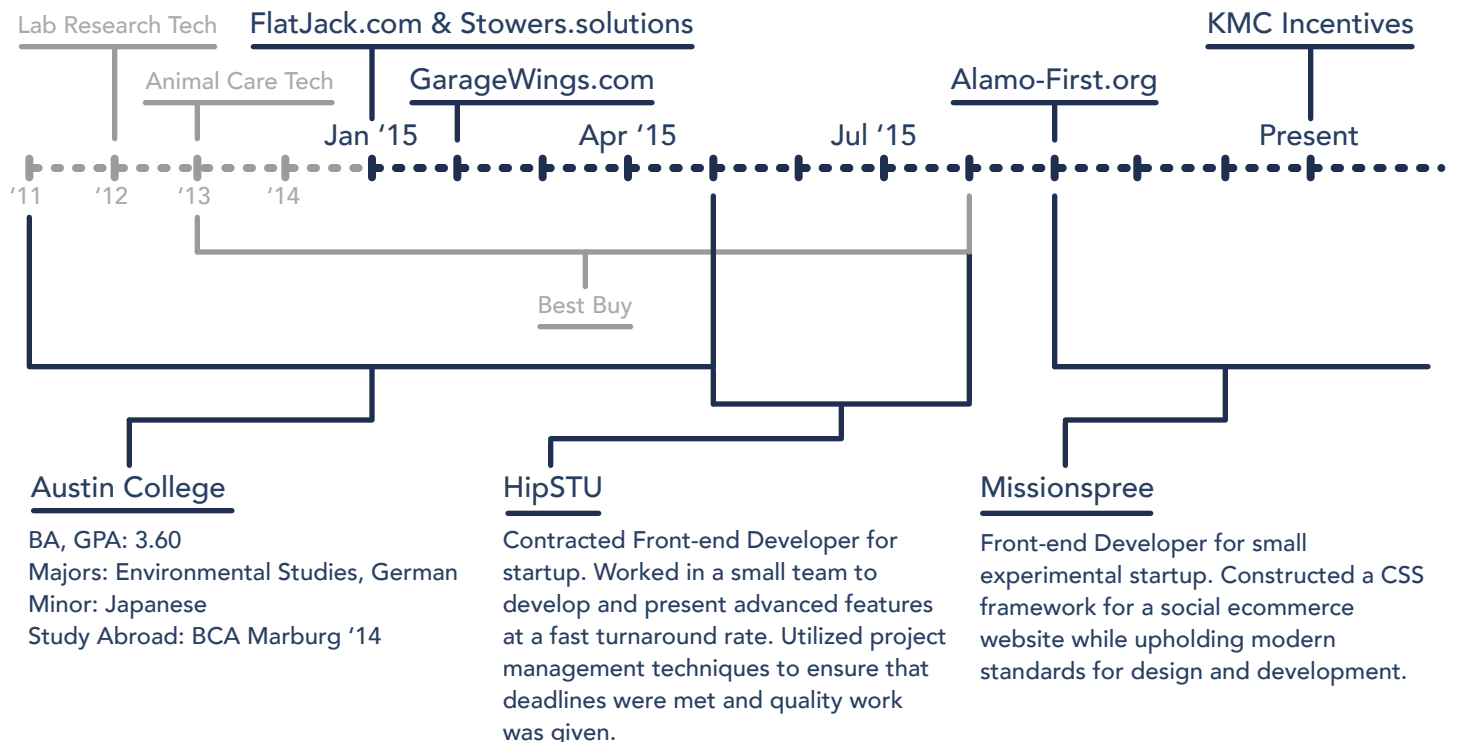 Lab Research Tech
FlatJack.com & Stowers.solutions
KMC Incentives
Animal Care Tech
GarageWings.com
Alamo-First.org
Jan ‘15
Apr ‘15
Jul ‘15
Present
‘11
‘12
‘13
‘14
Best Buy
Austin College
BA, GPA: 3.60
Majors: Environmental Studies, German
Minor: Japanese
Study Abroad: BCA Marburg ‘14
HipSTU
Contracted Front-end Developer for
startup. Worked in a small team to
develop and present advanced features
at a fast turnaround rate. Utilized project
management techniques to ensure that
deadlines were met and quality work
was given.
Missionspree
Front-end Developer for small
experimental startup. Constructed a CSS
framework for a social ecommerce
website while upholding modern
standards for design and development.